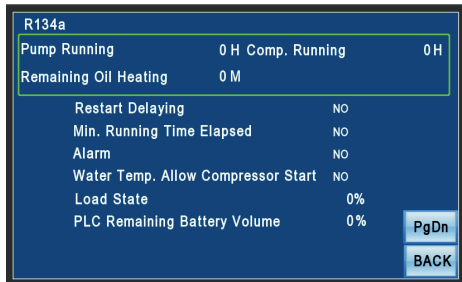 R134a
Pump Running 0 H Comp. Running 0 H
Remaining Oil Heating 0 M
Restart Delaying NO
Min. Running Time Elapsed NO
Alarm NO
Water Temp. Allow Compressor Start NO
Load State 0%
PLC Remaining Battery Volume 0%
PgDn
BACK